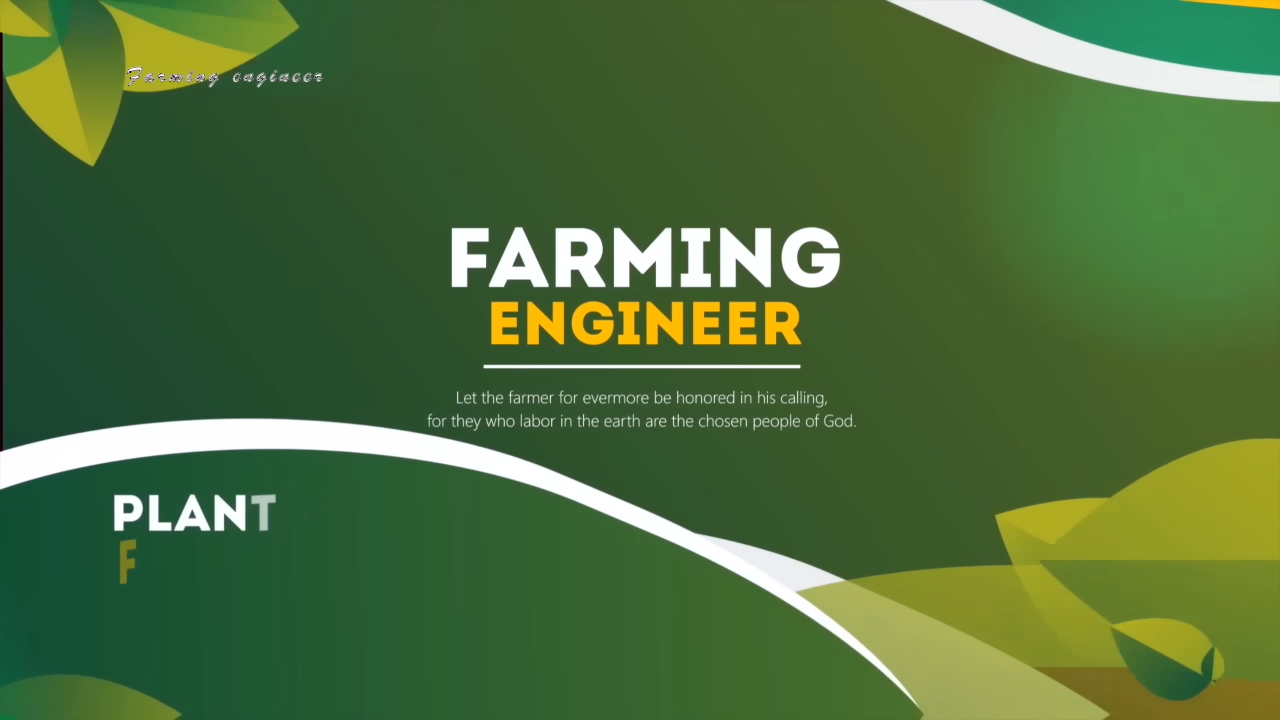 Farming engineer
FARMING
ENGINEER
Let the farmer for evermore be honored in his calling,
for they who labor in the earth are the chosen people of God.
PLANT
F